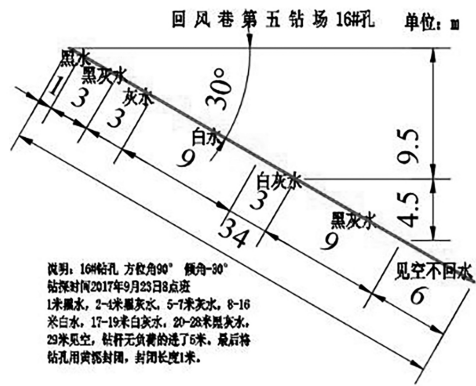 回风巷第五钻场16#孔 单位: m
黑水
黑灰水
灰水
白水
白灰水
黑灰水
见空不回水
1
3
3
9
3
9
6
34
30°
9.5
4.5
说明: 16#钻孔 方位角90° 倾角-30°
钻探时间2017年9月23日8点班
1米黑水, 2-4米黑灰水, 5-7米灰水, 8-16
米白水, 17-19米白灰水, 20-28米黑灰水,
29米见空, 钻杆无负荷的进了5米。最后将
钻孔用黄泥封闭, 封闭长度1米。